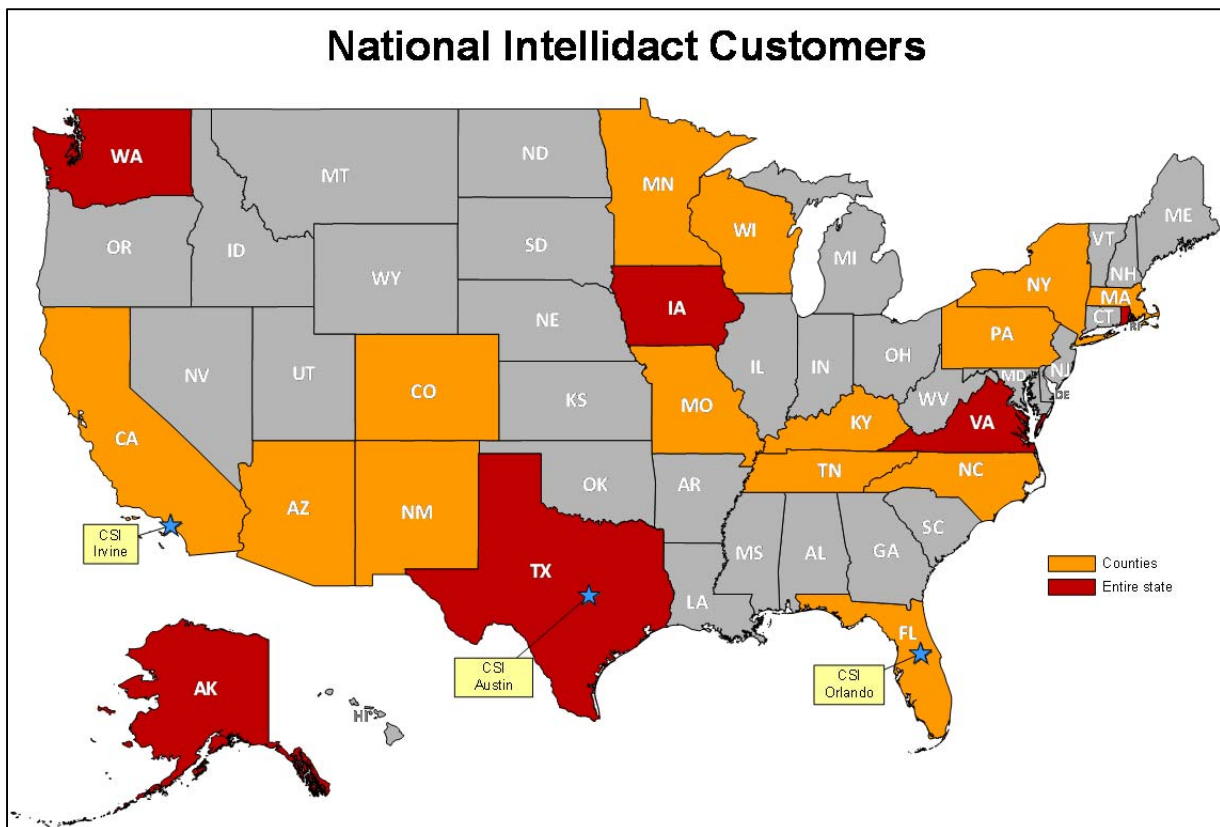 National Intellidact Customers
WA
MT
ND
MN
ME
OR
ID
SD
WI
MI
VT
NH
NY
WY
MA
CT
RI
NE
IA
PA
NV
UT
CO
KS
IL
IN
OH
NJ
MD
DE
WV
VA
CA
MO
KY
AZ
NM
OK
AR
TN
NC
SC
CSI
Irvine
MS
AL
GA
TX
LA
Counties
Entire state
FL
CSI
Austin
CSI
Orlando
AK
HI